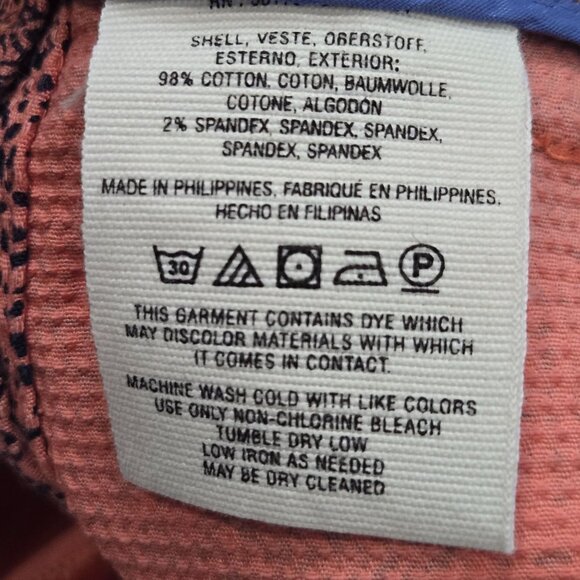 SHELL, VESTE, OBERSTOFF,
ESTERNO, EXTERIOR:
98% COTTON, COTON, BAUMWOLLE,
COTONE, ALGODÓN
2% SPANDEX, SPANDEX, SPANDEX,
SPANDEX, SPANDEX
MADE IN PHILIPPINES, FABRIQUÉ EN PHILIPPINES,
HECHO EN FILIPINAS
30 P
THIS GARMENT CONTAINS DYE WHICH
MAY DISCOLOR MATERIALS WITH WHICH
IT COMES IN CONTACT.
MACHINE WASH COLD WITH LIKE COLORS
USE ONLY NON-CHLORINE BLEACH
TUMBLE DRY LOW
LOW IRON AS NEEDED
MAY BE DRY CLEANED